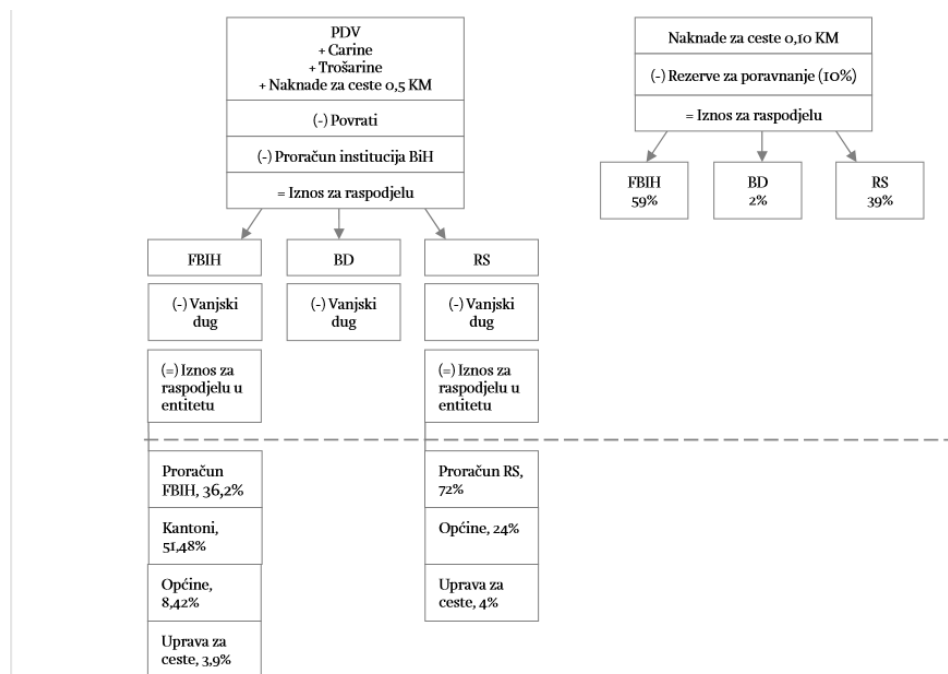 PDV
+ Carine
+ Trošarine
+ Naknade za ceste 0,5 KM
(-) Povrati
(-) Proračun institucija BiH
= Iznos za raspodjelu
Naknade za ceste 0,10 KM
(-) Rezerve za poravnanje (10%)
= Iznos za raspodjelu
FBIH
59%
BD
2%
RS
39%
FBIH
BD
RS
(-) Vanjski
dug
(-) Vanjski
dug
(-) Vanjski
dug
(=) Iznos za
raspodjelu u
entitetu
(=) Iznos za
raspodjelu u
entitetu
Proračun
FBIH, 36,2%
Kantoni,
51,48%
Općine,
8,42%
Uprava za
ceste, 3,9%
Proračun RS,
72%
Općine, 24%
Uprava za
ceste, 4%